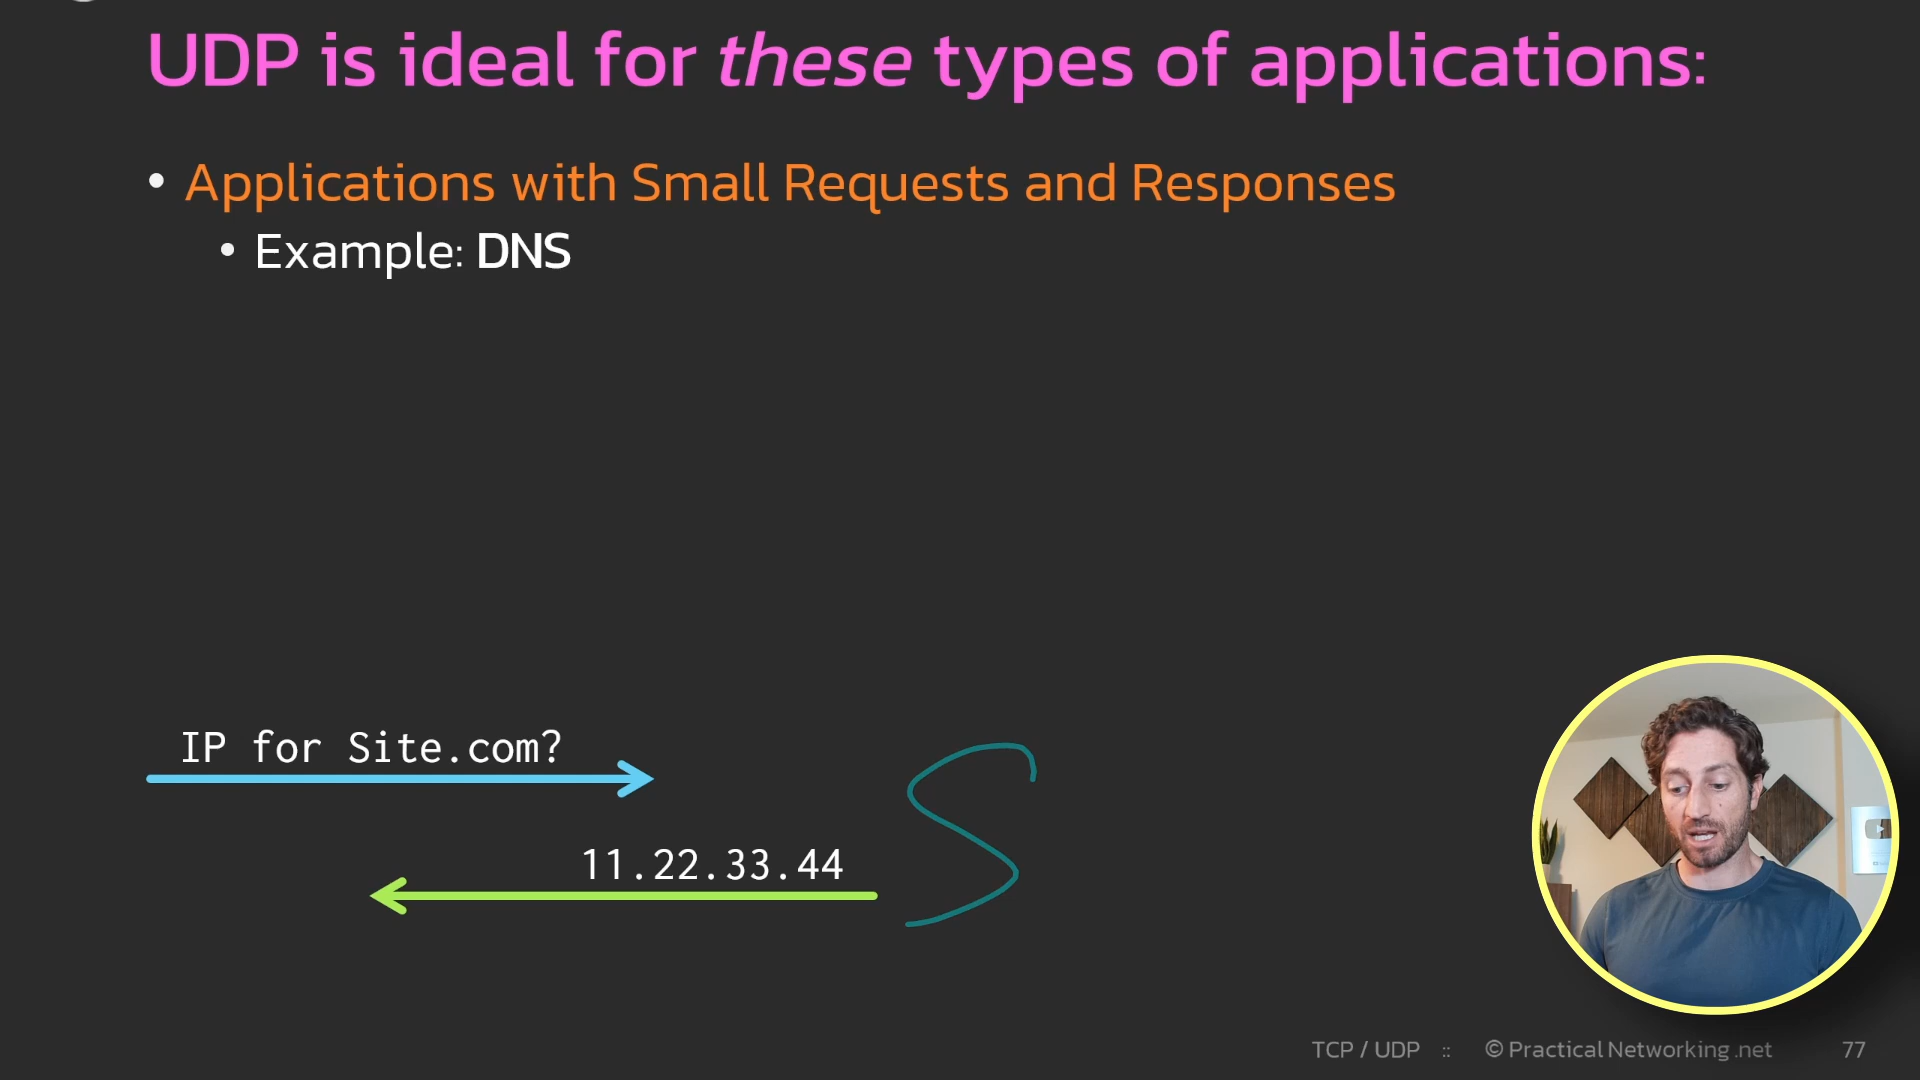 UDP is ideal for these types of applications:
• Applications with Small Requests and Responses
• Example: DNS
IP for Site.com?
11.22.33.44
S
TCP / UDP :: © Practical Networking .net 77